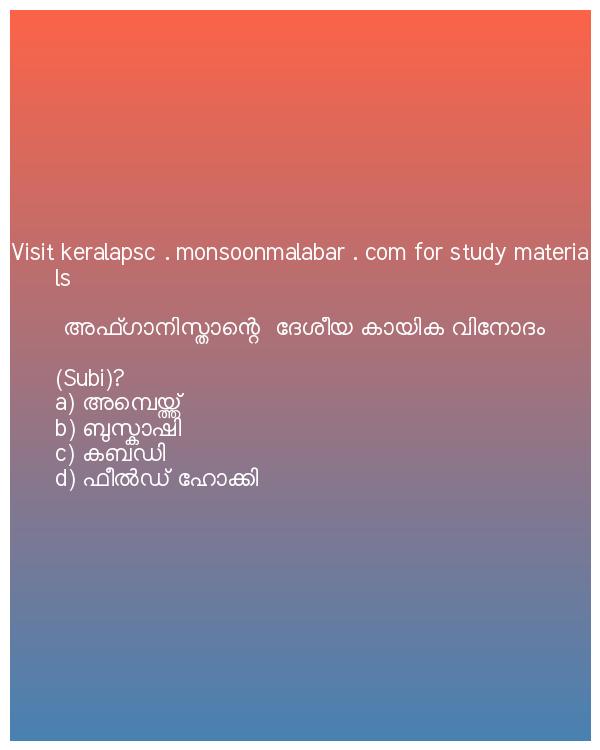 Visit keralapsc . monsoonmalabar . com for study materia
ls
അഫ്ഗാനിസ്താന്റെ ദേശീയ കായിക വിനോദം
(Subi)?
a) അമ്പെയ്ത്ത്
b) ബുസ്കാഷി
c) കബഡി
d) ഫീൽഡ് ഹോക്കി